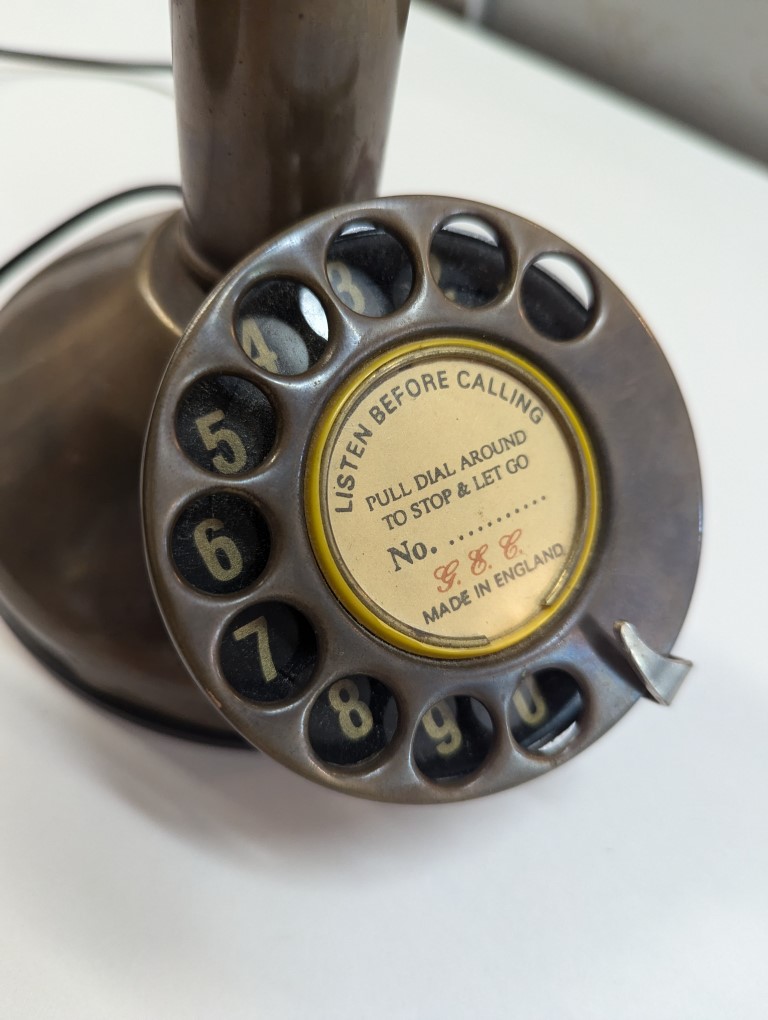 LISTEN BEFORE CALLING
PULL DIAL AROUND
TO STOP & LET GO
No. ...........
G. E. C.
MADE IN ENGLAND
3
4
5
6
7
8
9
0